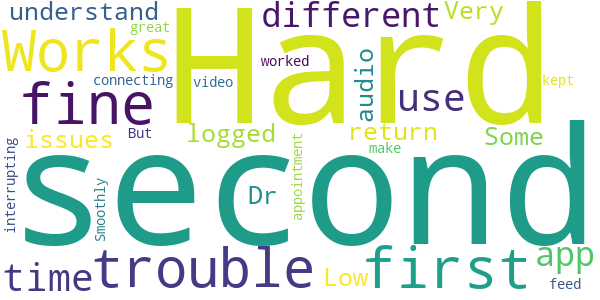 understand
great
different
Very
Works
Hard
connecting
video
worked
kept
fine
audio
use
issues
But
logged
return
Some
make
interrupting
second
Smoothly
Dr
appointment
time
trouble
Low
first
app
feed